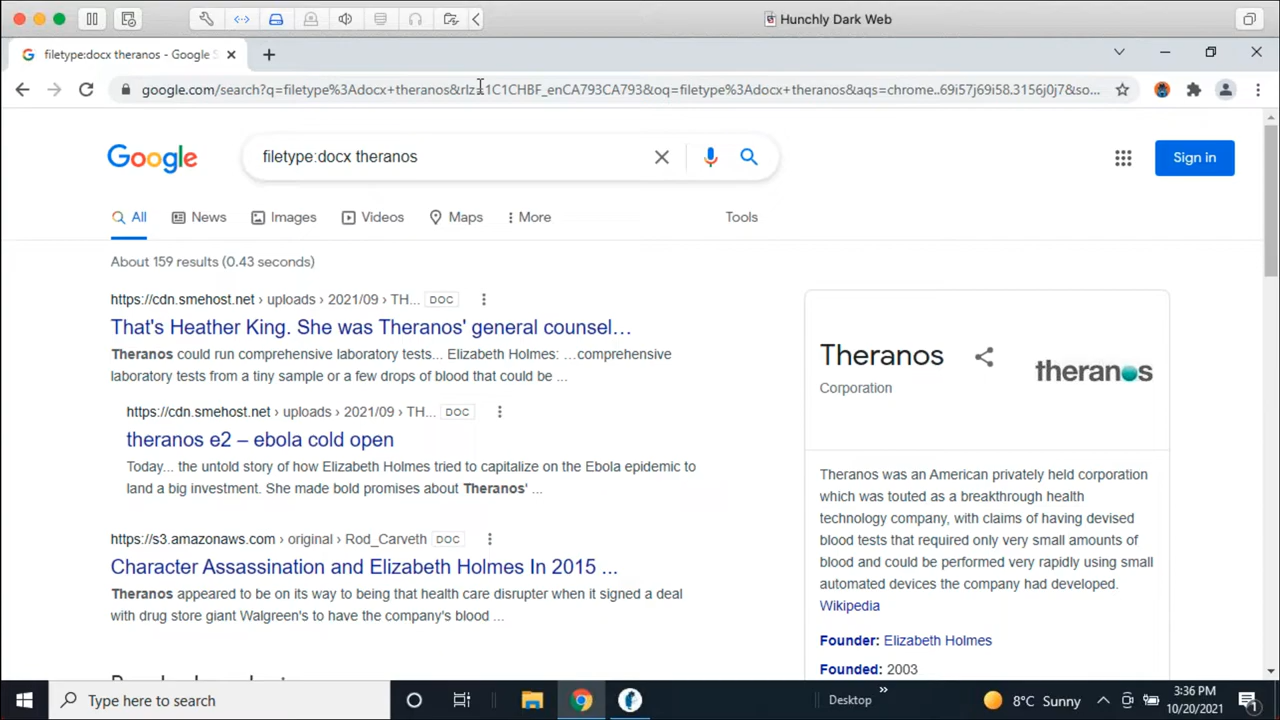 Hunchly Dark Web
filetype:docx theranos - Google S
google.com/search?q=filetype%3Adocx+theranos&rlz=1C1CHBF_enCA793CA793&oq=filetype%3Adocx+theranos&aqs=chrome..69i57j69i58.3156j0j7&so...
Google
filetype:docx theranos
Sign in
All
News
Images
Videos
Maps
More
Tools
About 159 results (0.43 seconds)
https://cdn.smehost.net › uploads › 2021/09 › TH... DOC
That's Heather King. She was Theranos' general counsel…
Theranos could run comprehensive laboratory tests... Elizabeth Holmes: …comprehensive
laboratory tests from a tiny sample or a few drops of blood that could be ...
https://cdn.smehost.net › uploads › 2021/09 › TH... DOC
theranos e2 – ebola cold open
Today... the untold story of how Elizabeth Holmes tried to capitalize on the Ebola epidemic to
land a big investment. She made bold promises about Theranos' ...
https://s3.amazonaws.com › original › Rod_Carveth DOC
Character Assassination and Elizabeth Holmes In 2015 ...
Theranos appeared to be on its way to being that health care disrupter when it signed a deal
with drug store giant Walgreen's to have the company's blood ...
Theranos
Corporation
theranos
Theranos was an American privately held corporation
which was touted as a breakthrough health
technology company, with claims of having devised
blood tests that required only very small amounts of
blood and could be performed very rapidly using small
automated devices the company had developed.
Wikipedia
Founder: Elizabeth Holmes
Founded: 2003
Type here to search
Desktop
8°C Sunny
3:36 PM
10/20/2021
1